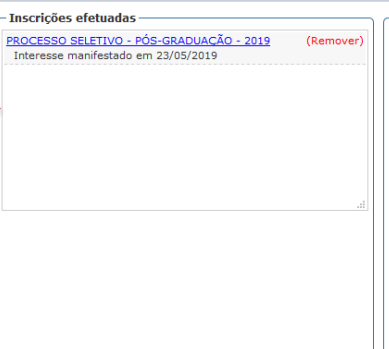 Inscrições efetuadas
PROCESSO SELETIVO - PÓS-GRADUAÇÃO - 2019 (Remover)
Interesse manifestado em 23/05/2019